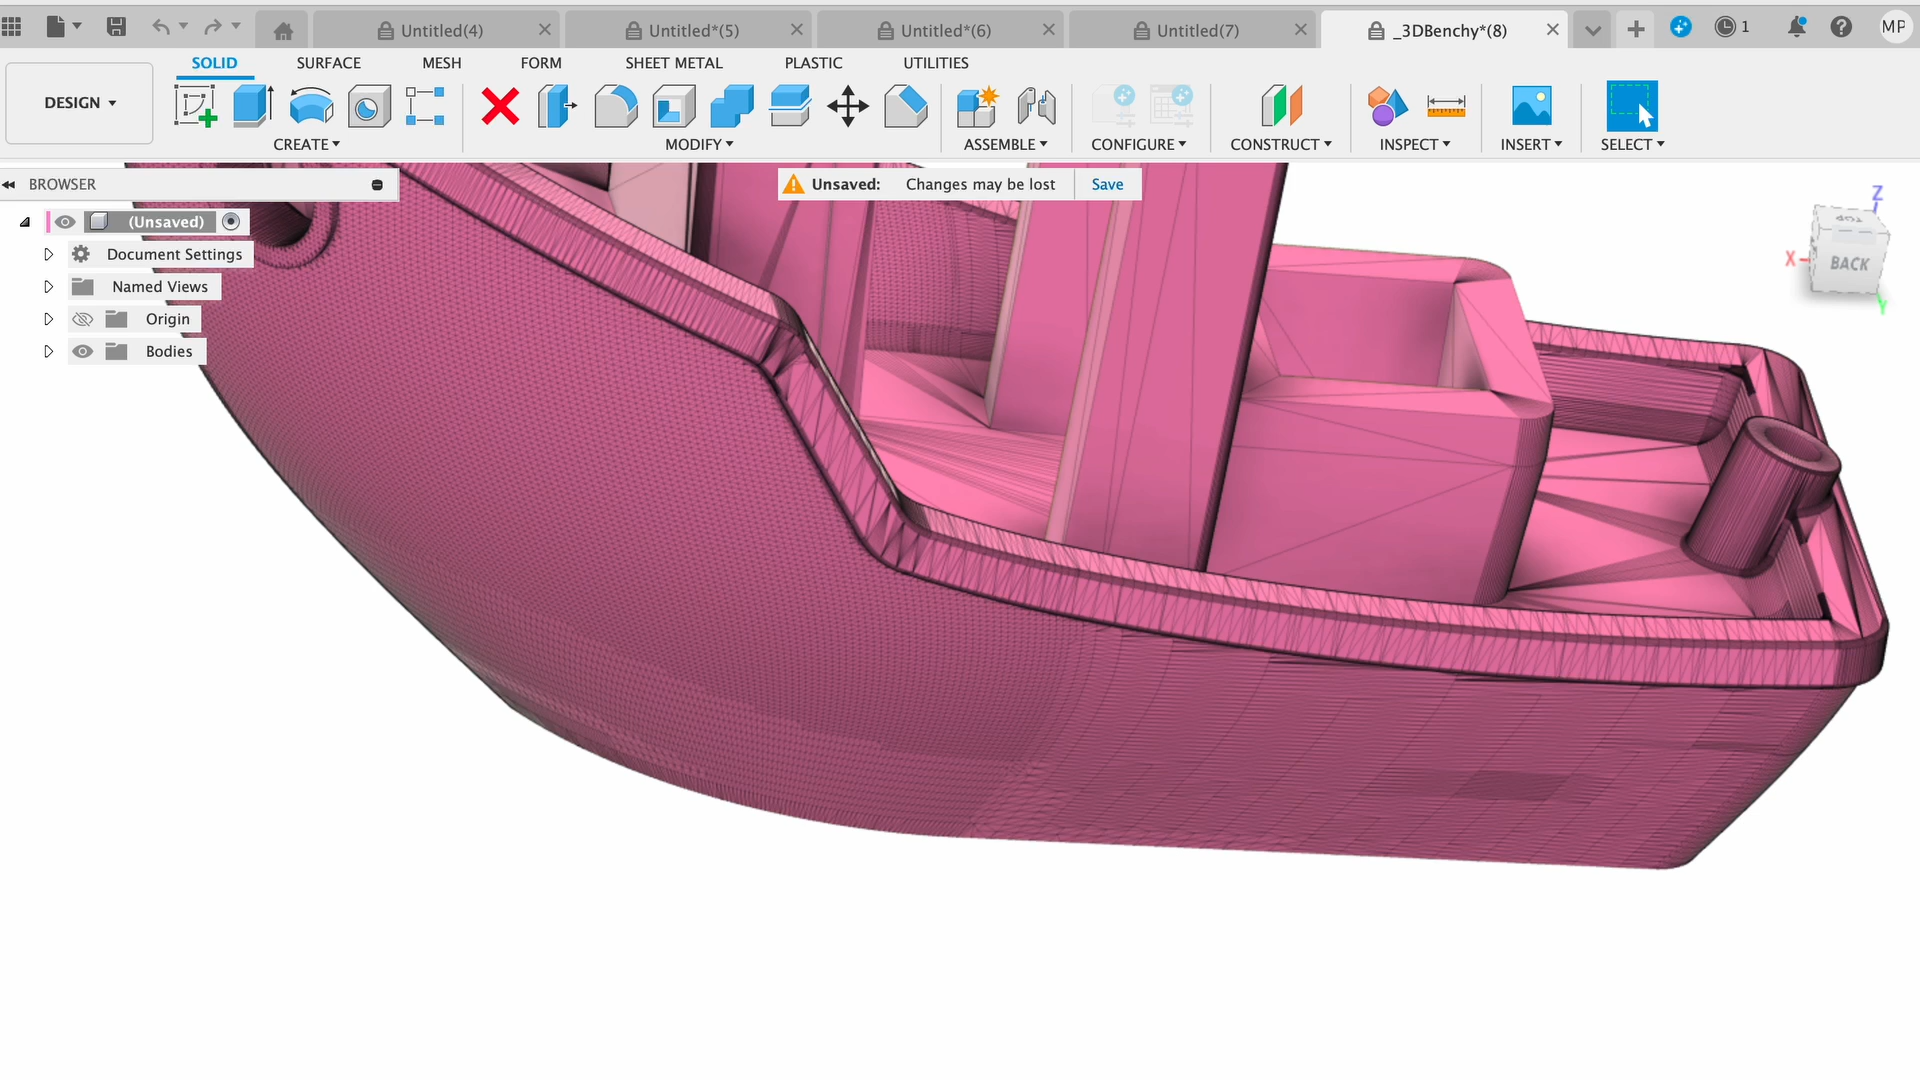 Untitled(4)
Untitled*(5)
Untitled*(6)
Untitled(7)
_3DBenchy*(8)
1
MP
SOLID
SURFACE
MESH
FORM
SHEET METAL
PLASTIC
UTILITIES
DESIGN
CREATE
MODIFY
ASSEMBLE
CONFIGURE
CONSTRUCT
INSPECT
INSERT
SELECT
BROWSER
Unsaved: Changes may be lost Save
(Unsaved)
Document Settings
Named Views
Origin
Bodies
Z
TOP
X
BACK
Y